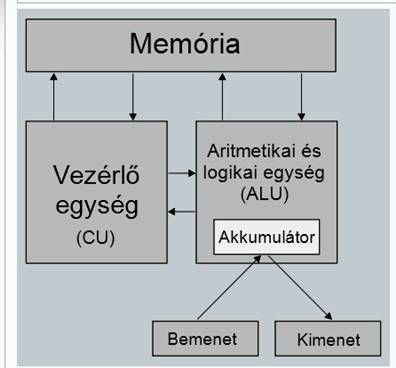 Memória
Vezérlő
egység
(CU)
Aritmetikai és
logikai egység
(ALU)
Akkumulátor
Bemenet
Kimenet